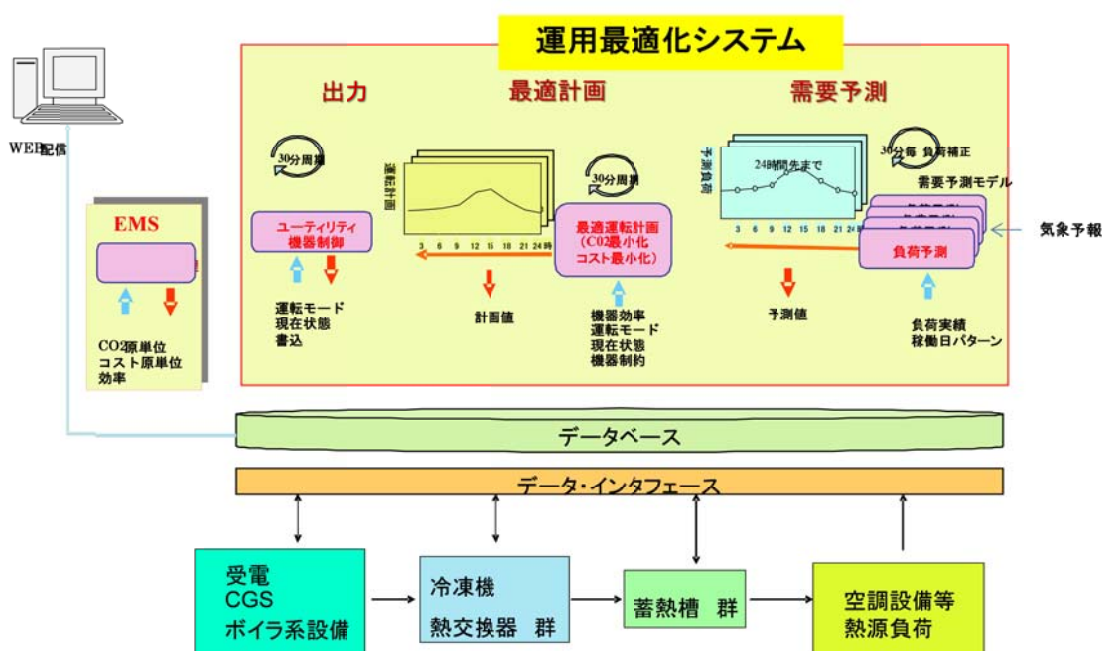 運用最適化システム
WEB配信
出力
最適計画
需要予測
30分周期
運転計画
30分周期
予測負荷
24時間先まで
30分毎 負荷補正
需要予測モデル
気象予報
EMS
ユーティリティ
機器制御
3 6 9 12 15 18 21 24時
最適運転計画
(CO2最小化
コスト最小化)
3 6 9 12 15 18 21 24時
負荷予測
運転モード
現在状態
書込
計画値
機器効率
運転モード
現在状態
機器制約
予測値
負荷実績
稼働日パターン
CO2原単位
コスト原単位
効率
データベース
データ・インタフェース
受電
CGS
ボイラ系設備
冷凍機
熱交換器 群
蓄熱槽 群
空調設備等
熱源負荷